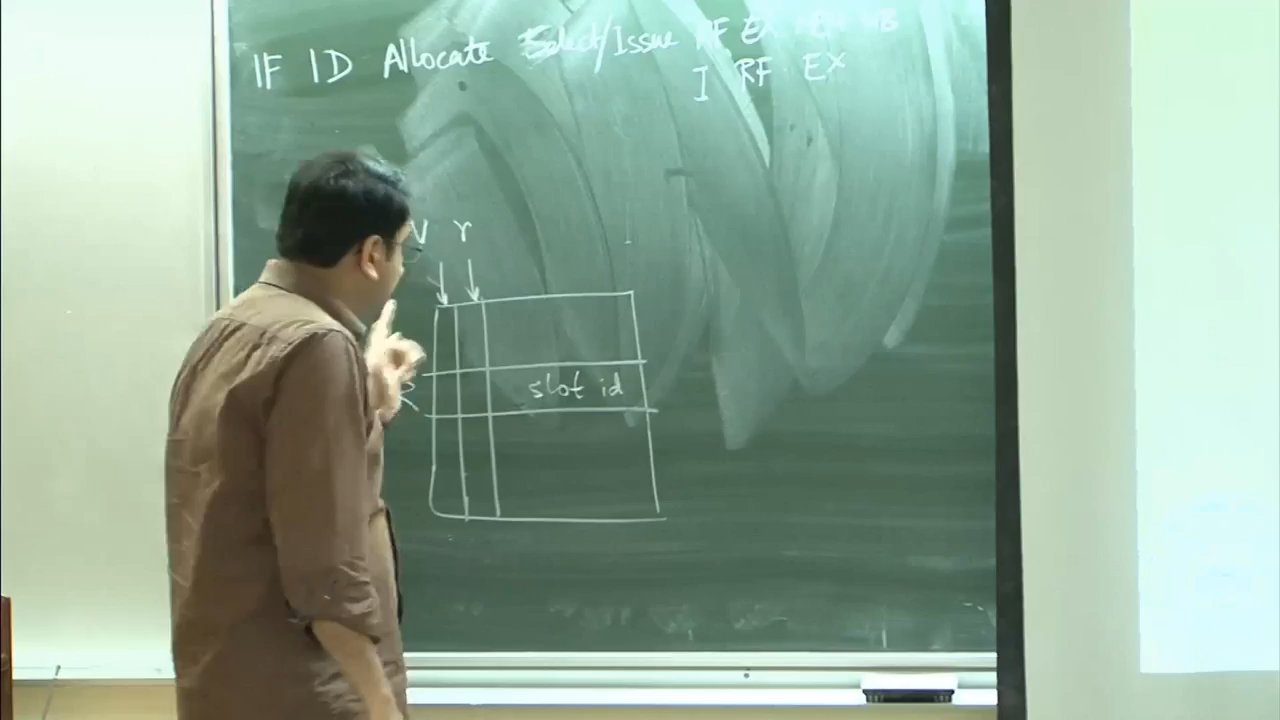 IF ID Allocate Select/Issue RF EX
I RF EX
V r
slot id